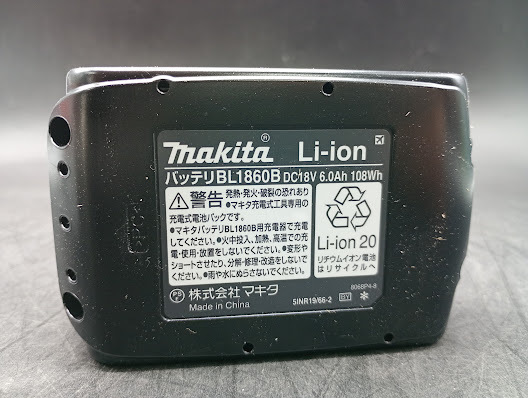 makita® Li-ion
バッテリBL1860B DC18V 6.0Ah 108Wh
警告 発熱・発火・破裂の恐れあり
●マキタ充電式工具専用の
充電式電池パックです。
●マキタバッテリBL1860B用充電器で充電
してください。●火中投入、加熱、高温での充
電・使用・放置をしないでください。●変形や
ショートさせたり、分解・修理・改造をしないで
ください。●雨や水にぬらさないでください。
Li-ion 20
リチウムイオン電池
はリサイクルへ
株式会社マキタ
Made in China
5INR19/66-2
BY
806BP4-8